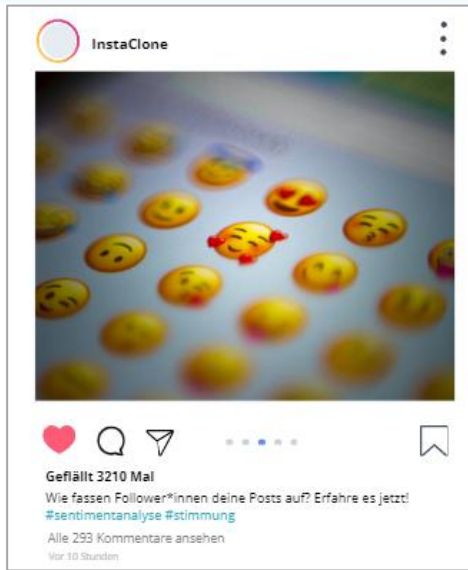 InstaClone
Gefällt 3210 Mal
Wie fassen Follower*innen deine Posts auf? Erfahre es jetzt!
#sentimentanalyse #stimmung
Alle 293 Kommentare ansehen
Vor 10 Stunden